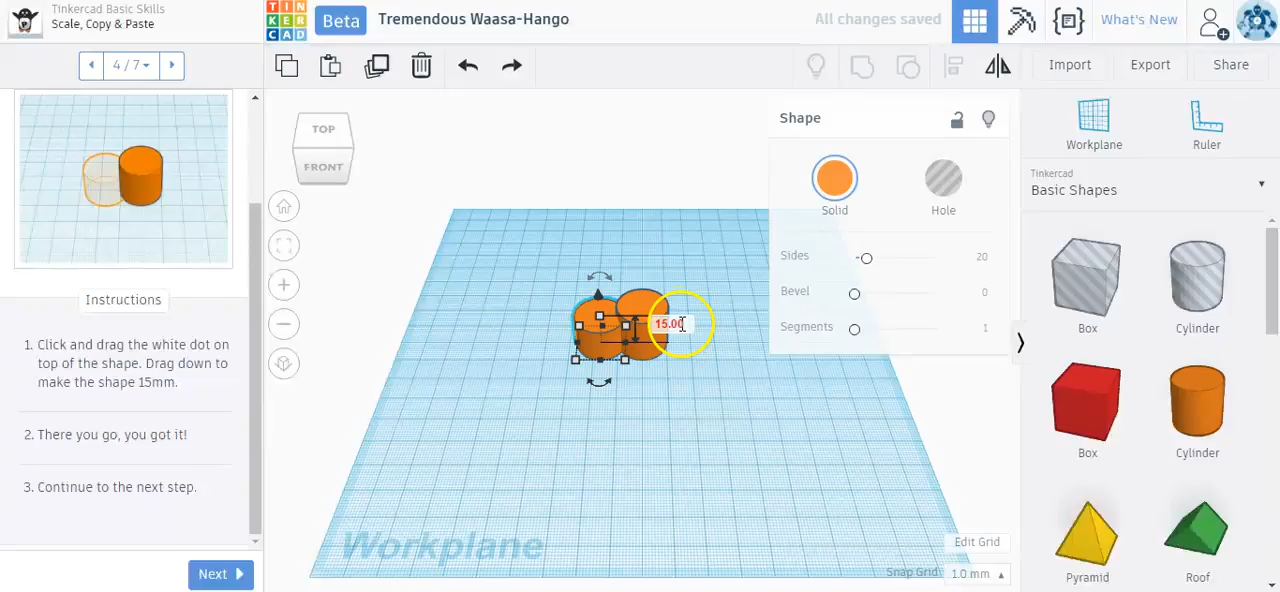 Tinkercad Basic Skills
Scale, Copy & Paste
TIN
KER
CAD
Beta
Tremendous Waasa-Hango
All changes saved
What's New
4 / 7
Import
Export
Share
TOP
FRONT
Instructions
1. Click and drag the white dot on
top of the shape. Drag down to
make the shape 15mm.
2. There you go, you got it!
3. Continue to the next step.
Next
15.00
Workplane
Shape
Solid
Hole
Sides
20
Bevel
0
Segments
1
Edit Grid
Snap Grid
1.0 mm
Workplane
Ruler
Tinkercad
Basic Shapes
Box
Cylinder
Box
Cylinder
Pyramid
Roof